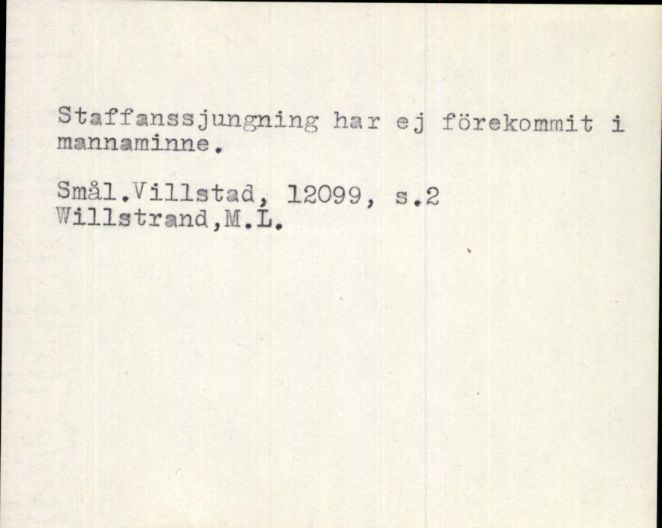 Staffanssjungning har ej förekommit i
mannaminne.
Smål.Villstad, 12099, s.2
Willstrand,M.L.